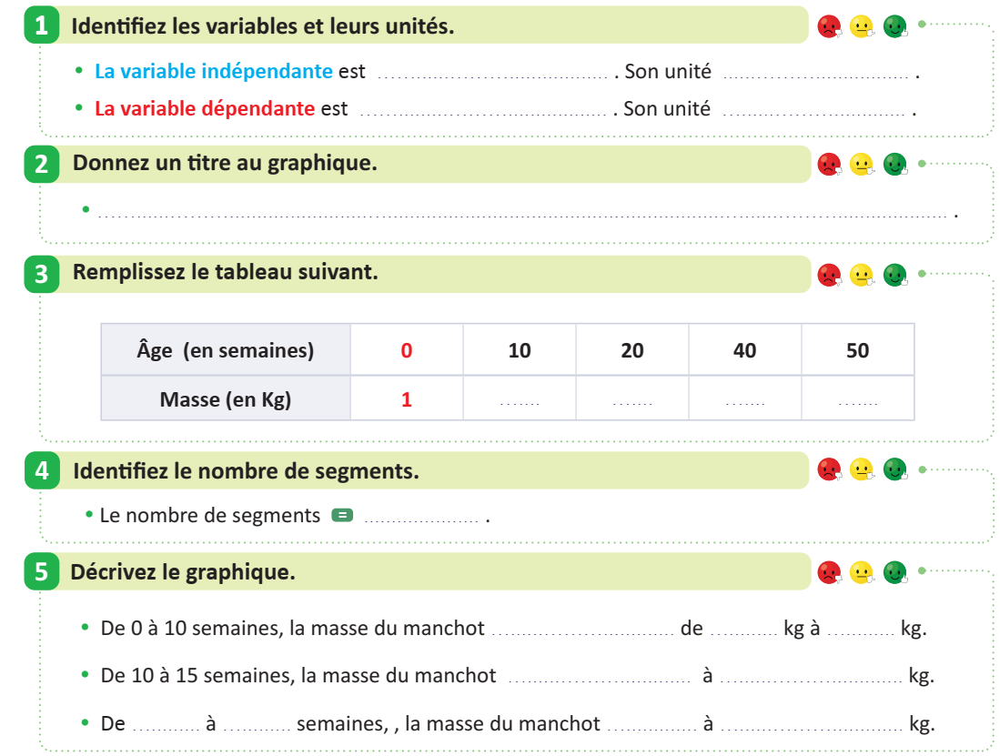 1 Identifiez les variables et leurs unités.
• La variable indépendante est ........................................ . Son unité ................................ .
• La variable dépendante est ........................................... . Son unité ................................ .
2 Donnez un titre au graphique.
• ........................................................................................................................ .
3 Remplissez le tableau suivant.
Âge (en semaines) 0 10 20 40 50
Masse (en Kg) 1 ....... ....... ....... .......
4 Identifiez le nombre de segments.
• Le nombre de segments = .................... .
5 Décrivez le graphique.
• De 0 à 10 semaines, la masse du manchot ................................ de ............ kg à ............ kg.
• De 10 à 15 semaines, la masse du manchot ................................ à ................................ kg.
• De ............ à ............ semaines, , la masse du manchot ................ à ................................ kg.